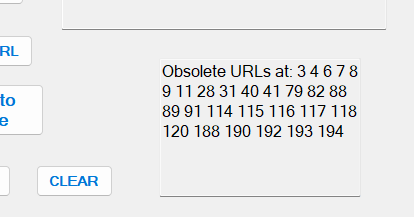 RL
Obsolete URLs at: 3 4 6 7 8
9 11 28 31 40 41 79 82 88
to
e
89 91 114 115 116 117 118
120 188 190 192 193 194
CLEAR